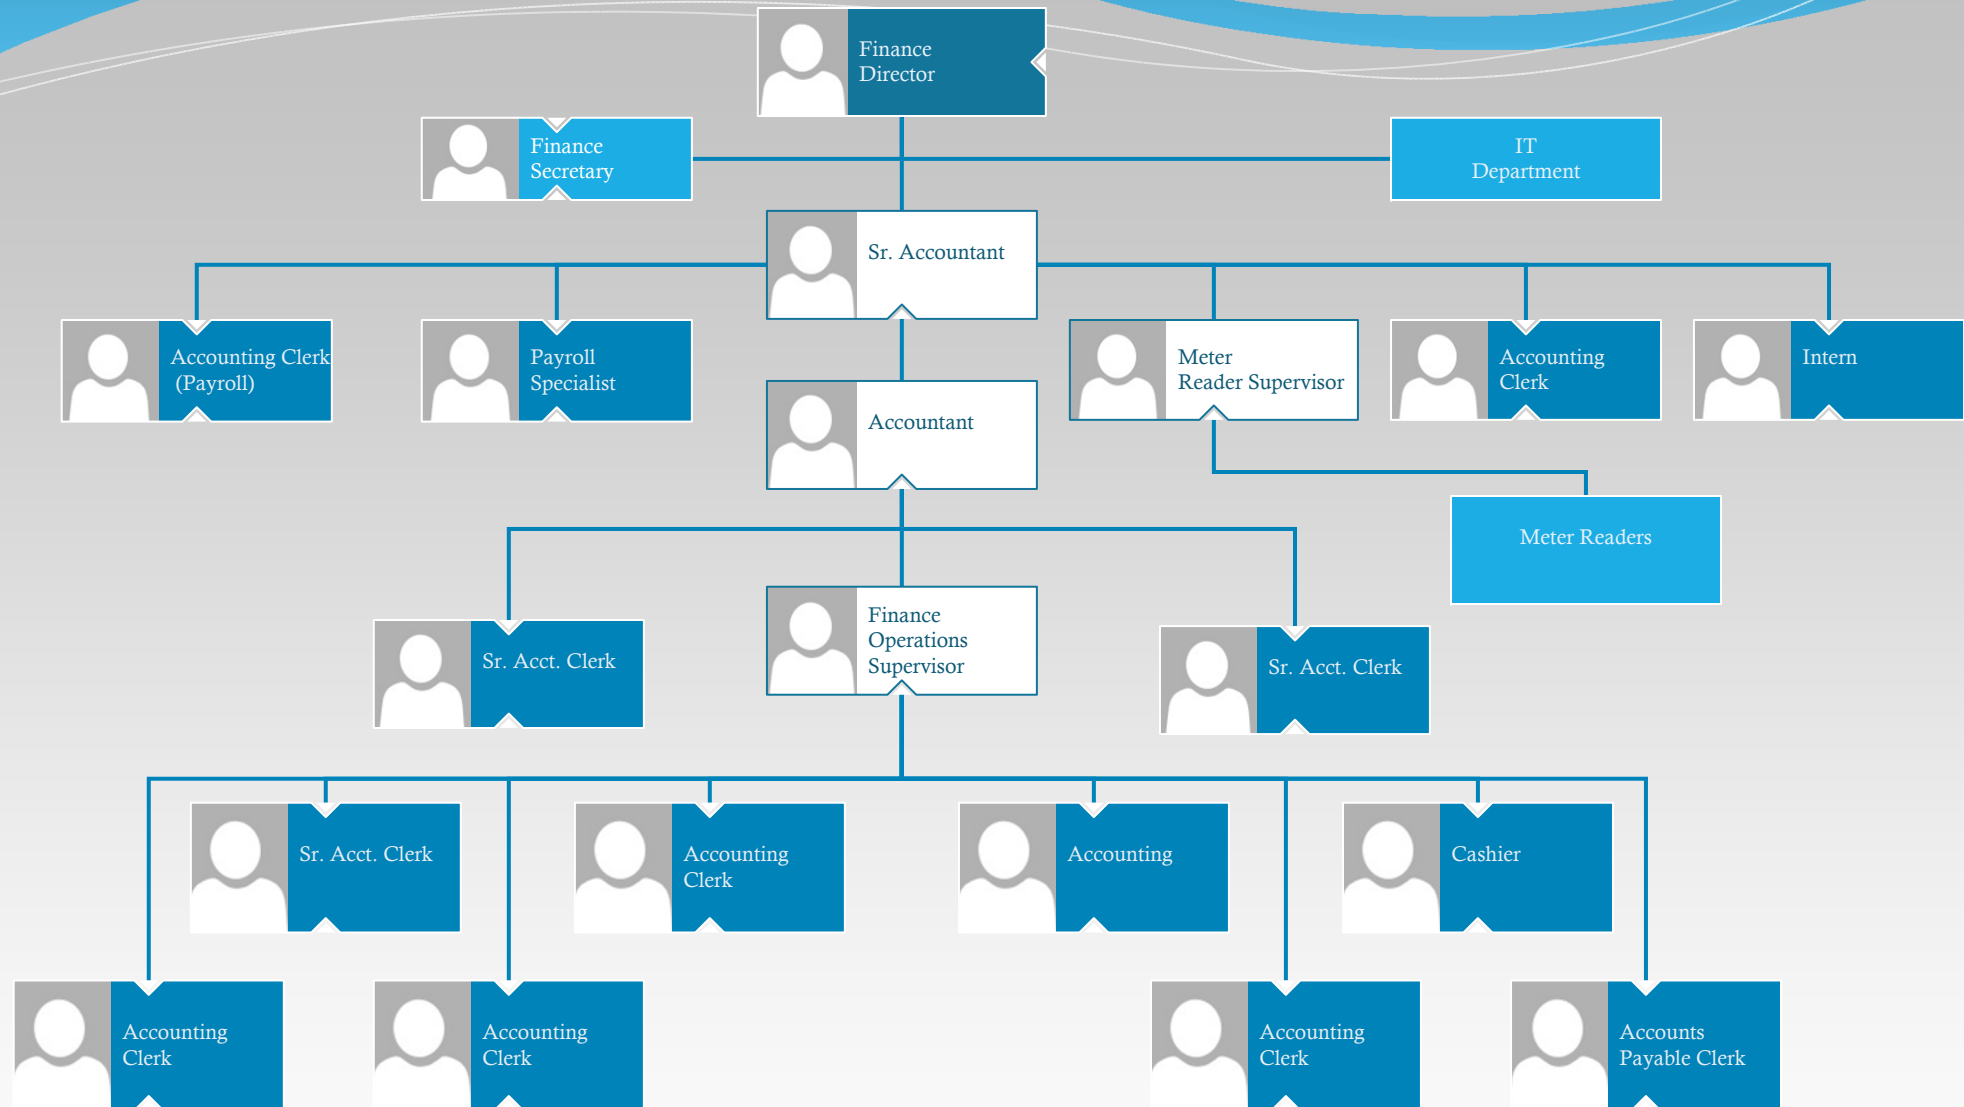 Finance
Director
Finance
Secretary
IT
Department
Sr. Accountant
Accounting Clerk
(Payroll)
Payroll
Specialist
Meter
Reader Supervisor
Accounting
Clerk
Intern
Accountant
Meter Readers
Finance
Operations
Supervisor
Sr. Acct. Clerk
Sr. Acct. Clerk
Sr. Acct. Clerk
Accounting
Clerk
Accounting
Cashier
Accounting
Clerk
Accounting
Clerk
Accounting
Clerk
Accounts
Payable Clerk